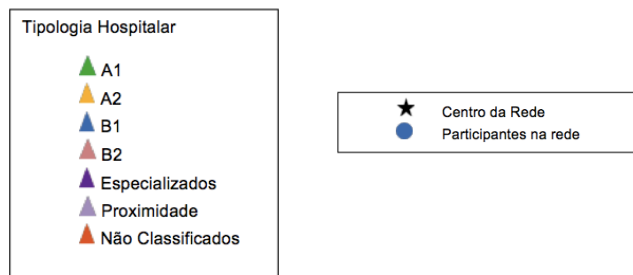 Tipologia Hospitalar
A1
A2
B1
B2
Especializados
Proximidade
Não Classificados
Centro da Rede
Participantes na rede